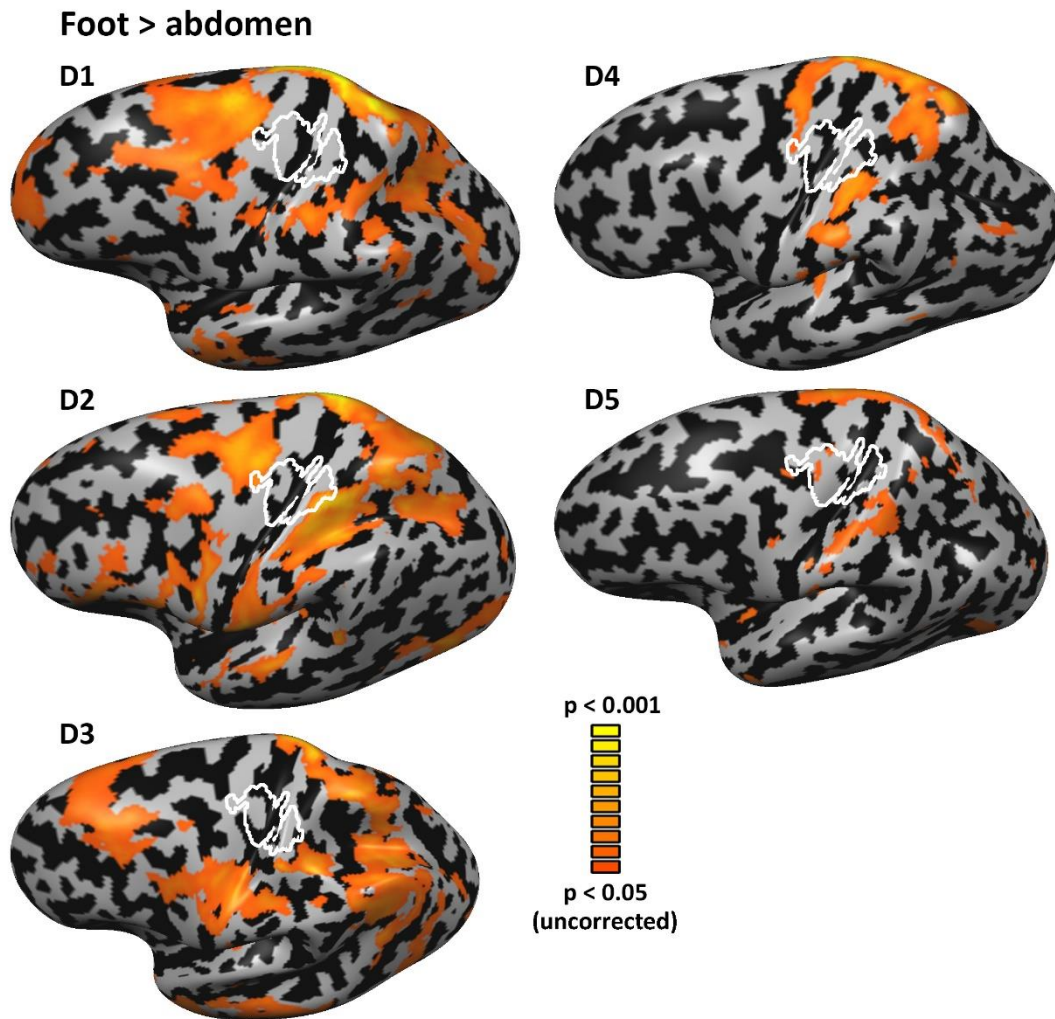 Foot > abdomen
D1
D4
D2
D5
D3
p < 0.001
p < 0.05
(uncorrected)